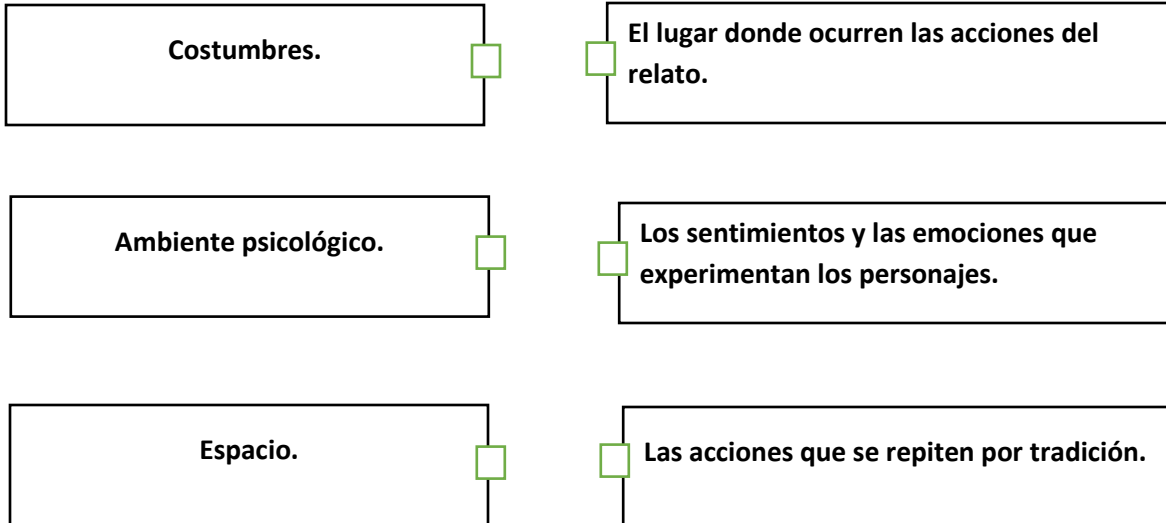 Costumbres.
El lugar donde ocurren las acciones del
relato.
Ambiente psicológico.
Los sentimientos y las emociones que
experimentan los personajes.
Espacio.
Las acciones que se repiten por tradición.